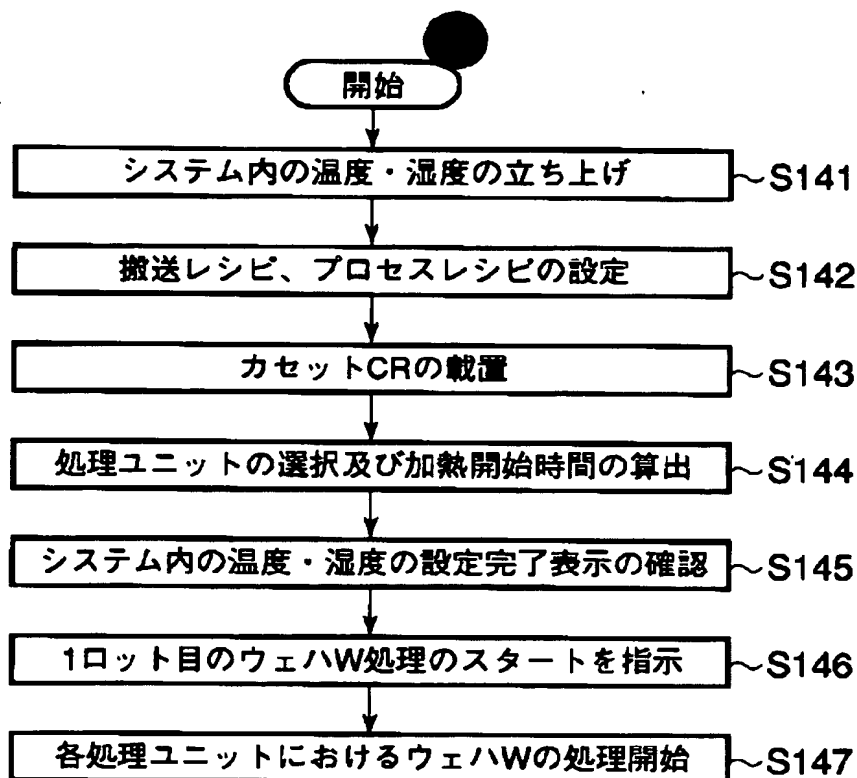 開始
システム内の温度・湿度の立ち上げ ～S141
搬送レシピ、プロセスレシピの設定 ～S142
カセットCRの載置 ～S143
処理ユニットの選択及び加熱開始時間の算出 ～S144
システム内の温度・湿度の設定完了表示の確認 ～S145
1ロット目のウェハW処理のスタートを指示 ～S146
各処理ユニットにおけるウェハWの処理開始 ～S147